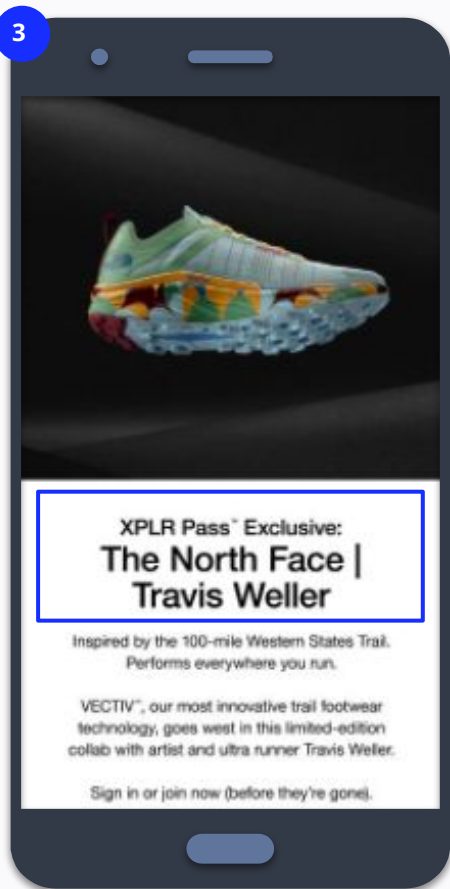 3
XPLR Pass™ Exclusive:
The North Face |
Travis Weller
Inspired by the 100-mile Western States Trail.
Performs everywhere you run.
VECTIV™, our most innovative trail footwear
technology, goes west in this limited-edition
collab with artist and ultra runner Travis Weller.
Sign in or join now (before they're gone).